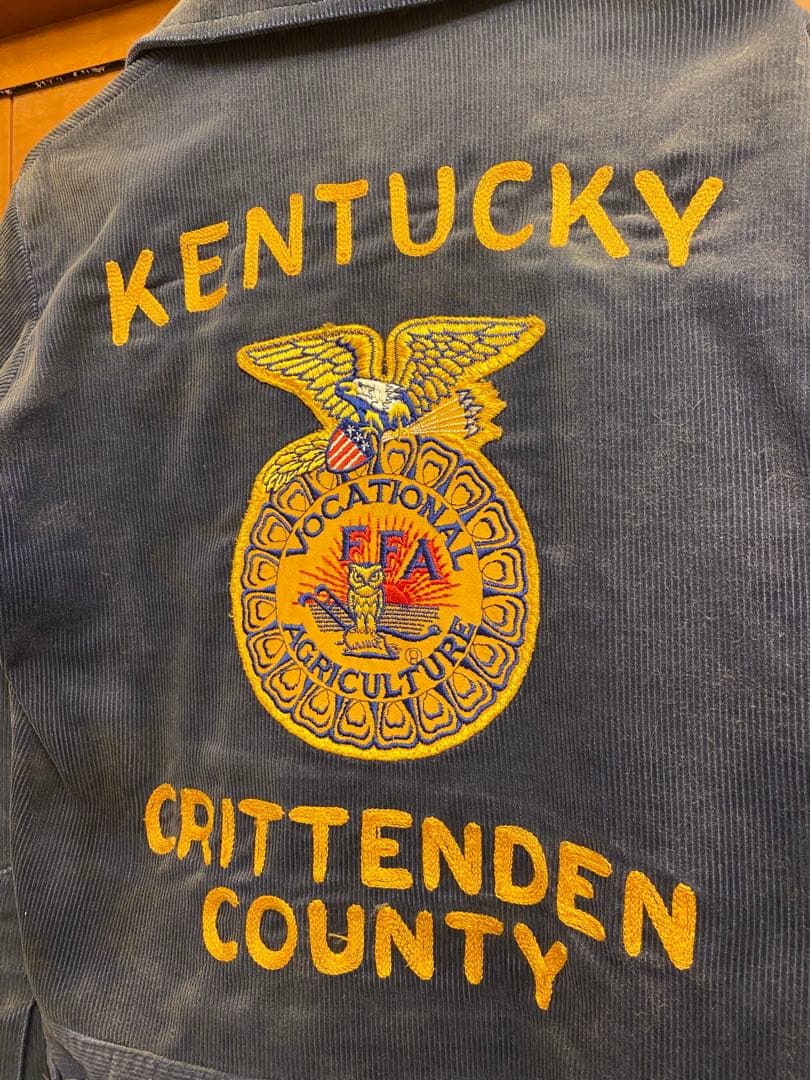 KENTUCKY
VOCATIONAL
FFA
®
AGRICULTURE
CRITTENDEN
COUNTY